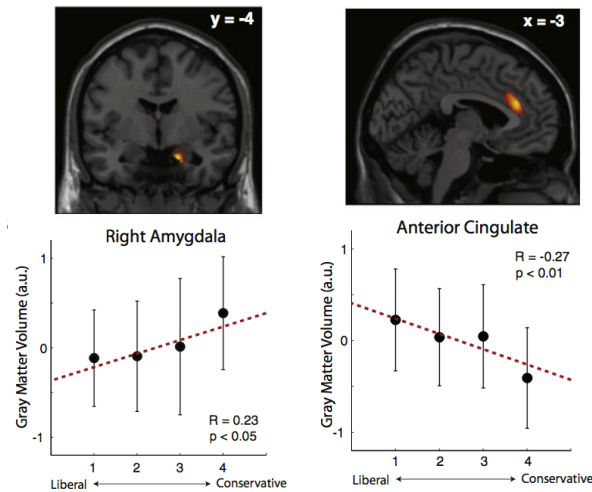 y = -4
x = -3
Right Amygdala
Gray Matter Volume (a.u.)
1
0
-1
R = 0.23
p < 0.05
1 2 3 4
Liberal Conservative
Anterior Cingulate
Gray Matter Volume (a.u.)
1
0
-1
R = -0.27
p < 0.01
1 2 3 4
Liberal Conservative